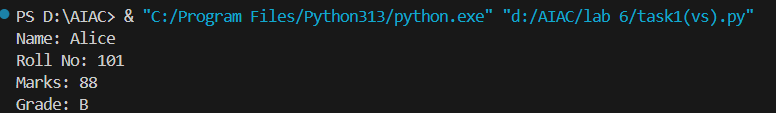 PS D:\AIAC> & "C:/Program Files/Python313/python.exe" "d:/AIAC/lab 6/task1(vs).py"
Name: Alice
Roll No: 101
Marks: 88
Grade: B